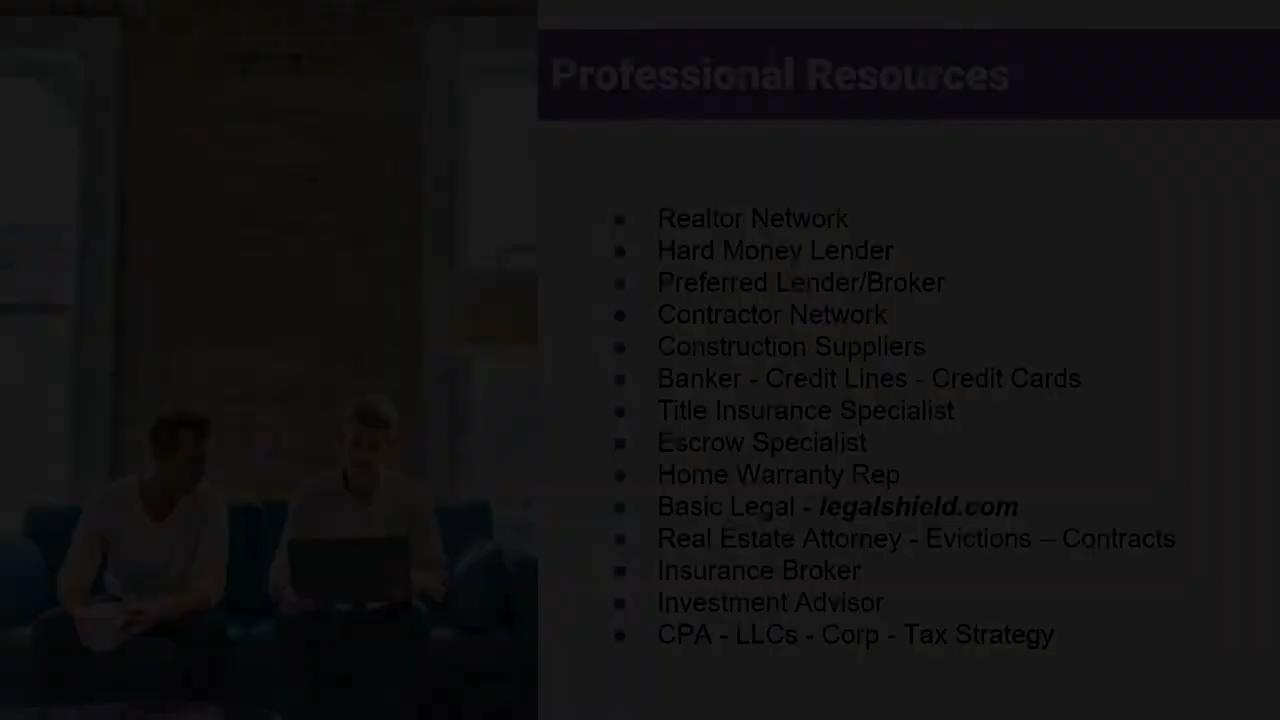 Professional Resources
Realtor Network
Hard Money Lender
Preferred Lender/Broker
Contractor Network
Construction Suppliers
Banker - Credit Lines - Credit Cards
Title Insurance Specialist
Escrow Specialist
Home Warranty Rep
Basic Legal - legalshield.com
Real Estate Attorney - Evictions – Contracts
Insurance Broker
Investment Advisor
CPA - LLCs - Corp - Tax Strategy